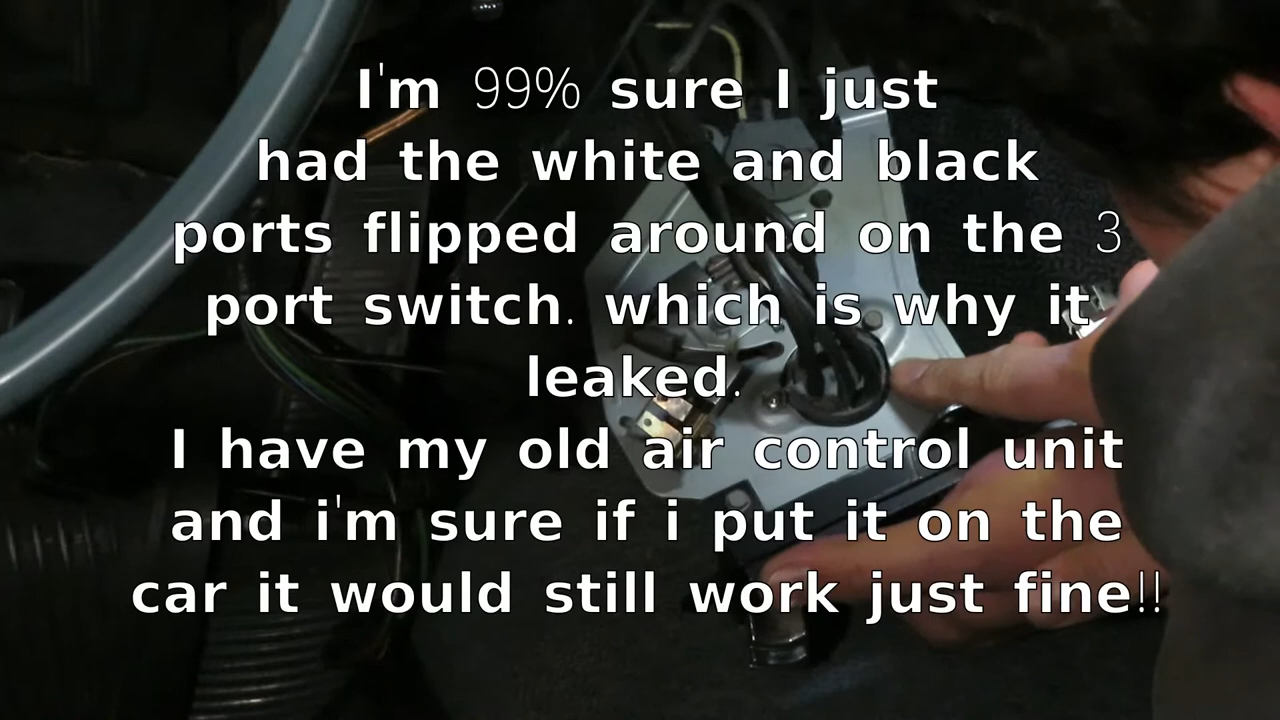 I'm 99% sure I just
had the white and black
ports flipped around on the 3
port switch. which is why it
leaked.
I have my old air control unit
and i'm sure if i put it on the
car it would still work just fine!!